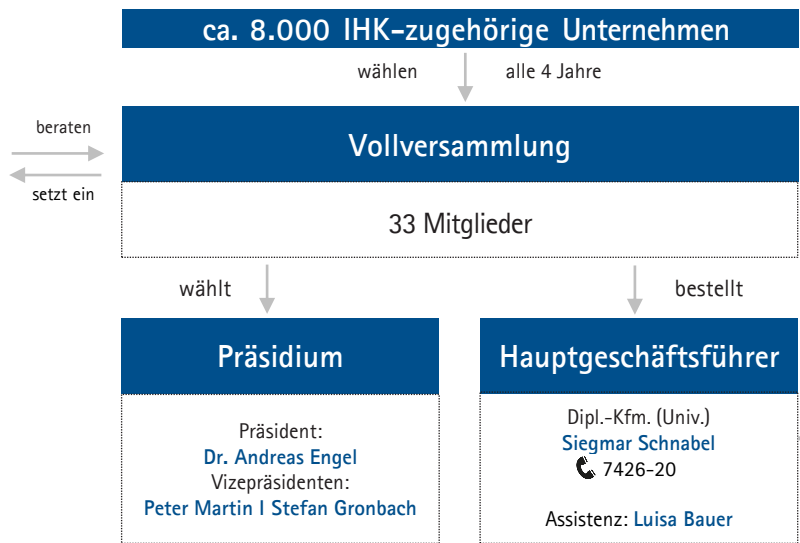 ca. 8.000 IHK-zugehörige Unternehmen
wählen alle 4 Jahre
beraten
setzt ein
Vollversammlung
33 Mitglieder
wählt
bestellt
Präsidium
Präsident:
Dr. Andreas Engel
Vizepräsidenten:
Peter Martin I Stefan Gronbach
Hauptgeschäftsführer
Dipl.-Kfm. (Univ.)
Siegmar Schnabel
7426-20
Assistenz: Luisa Bauer